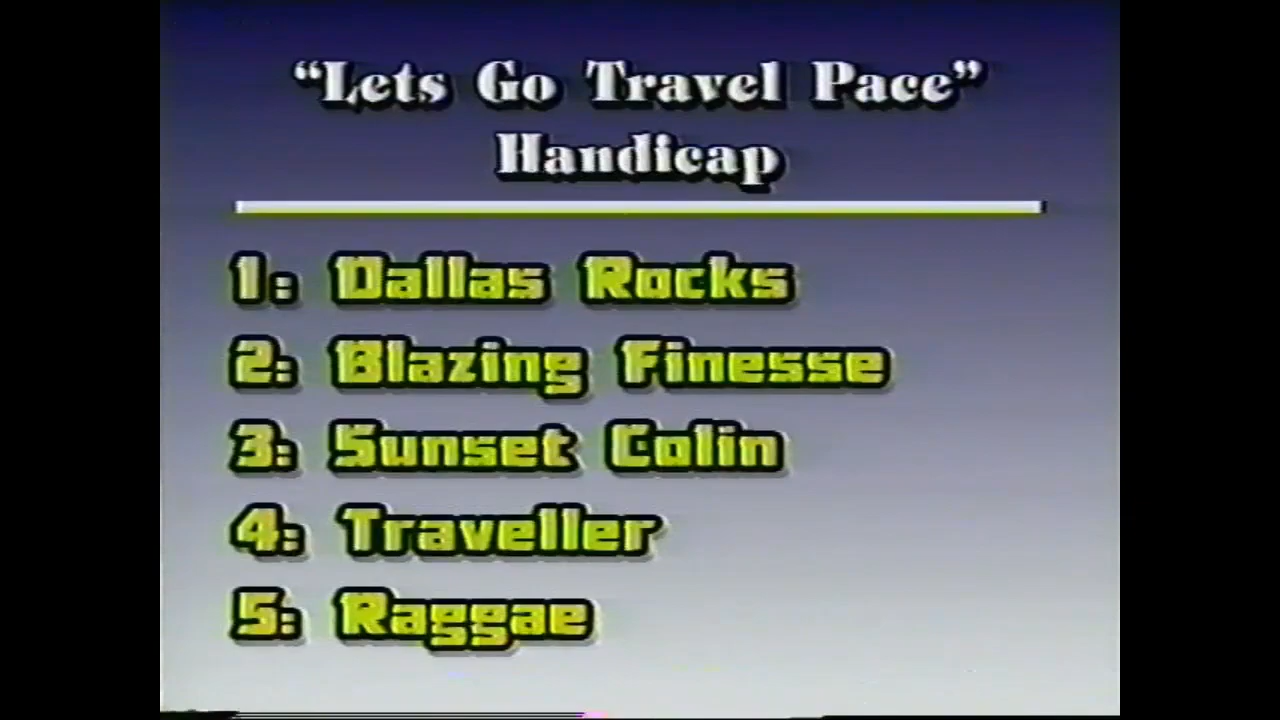 “Lets Go Travel Pace”
Handicap
1: Dallas Rocks
2: Blazing Finesse
3: Sunset Colin
4: Traveller
5: Raggae